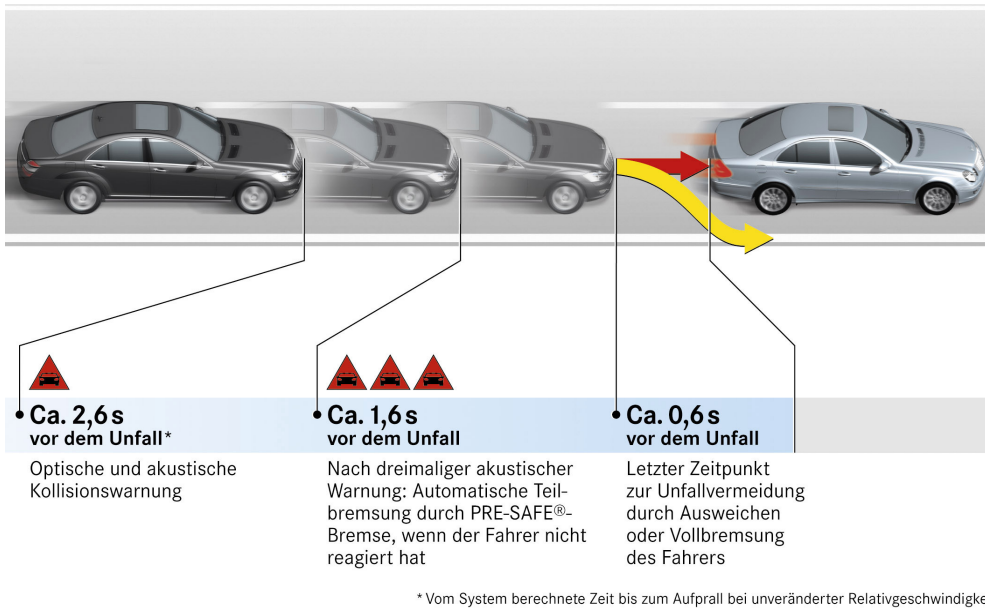 Ca. 2,6 s
vor dem Unfall*
Optische und akustische
Kollisionswarnung
Ca. 1,6 s
vor dem Unfall
Nach dreimaliger akustischer
Warnung: Automatische Teil-
bremsung durch PRE-SAFE®-
Bremse, wenn der Fahrer nicht
reagiert hat
Ca. 0,6 s
vor dem Unfall
Letzter Zeitpunkt
zur Unfallvermeidung
durch Ausweichen
oder Vollbremsung
des Fahrers
* Vom System berechnete Zeit bis zum Aufprall bei unveränderter Relativgeschwindigke